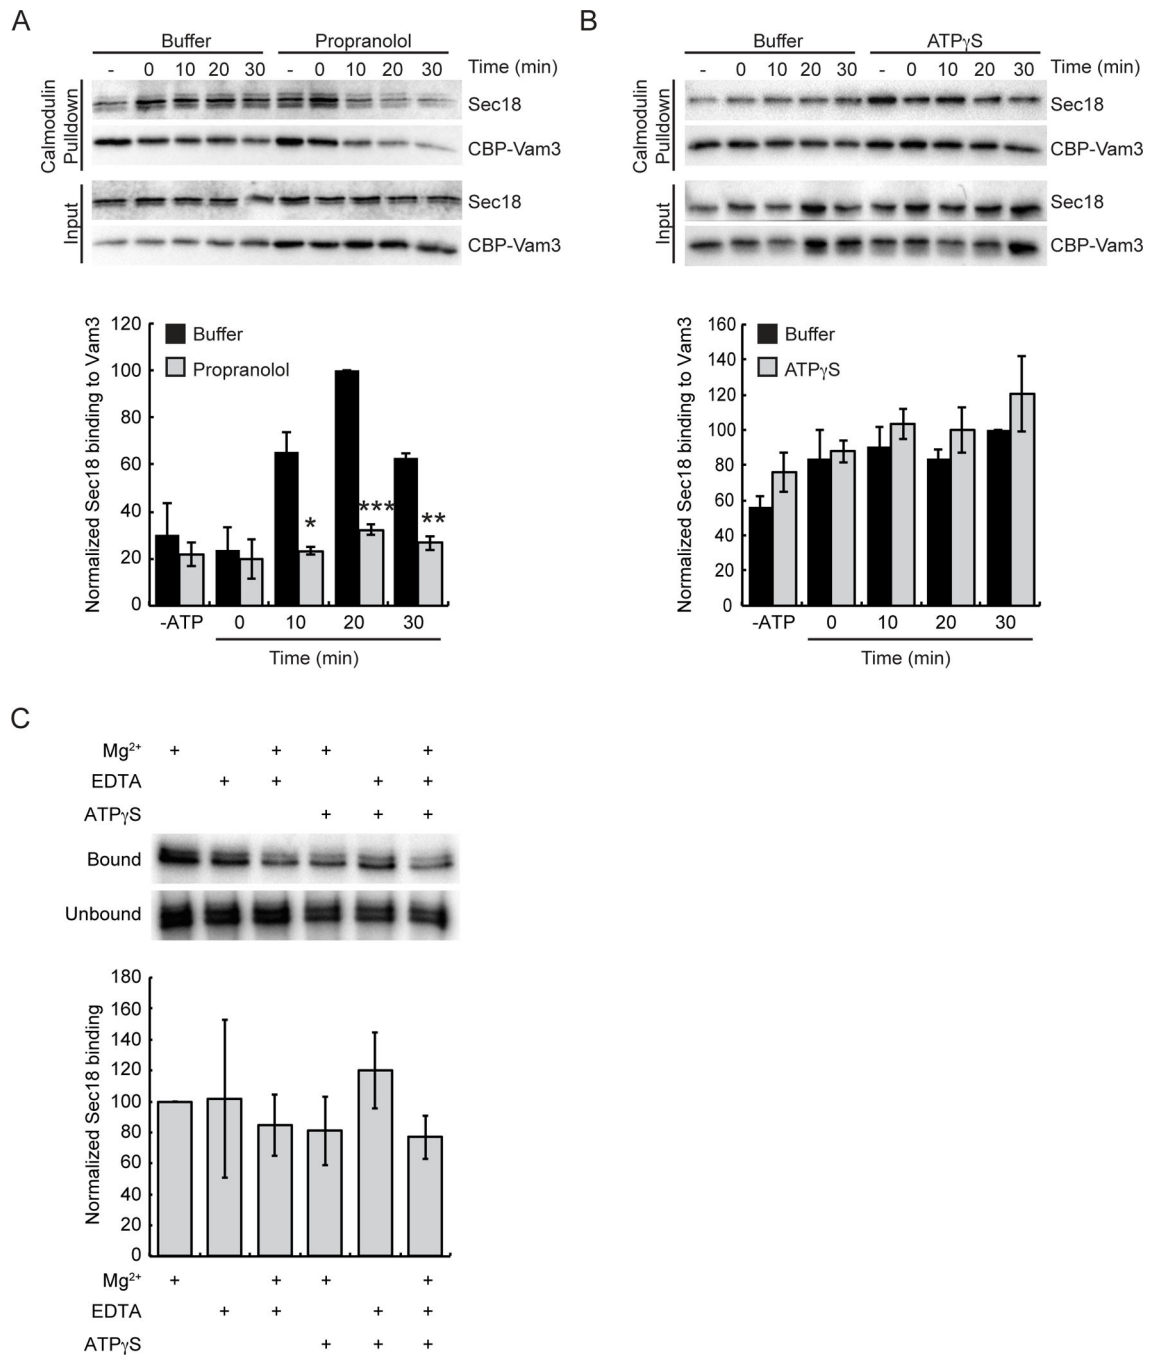 A
Buffer Propranolol
- 0 10 20 30 - 0 10 20 30 Time (min)
Calmodulin
Pulldown
Sec18
CBP-Vam3
Input
Sec18
CBP-Vam3
Normalized Sec18 binding to Vam3
120
100
80
60
40
20
0
Buffer
Propranolol
* *** **
-ATP 0 10 20 30
Time (min)
B
Buffer ATPγS
- 0 10 20 30 - 0 10 20 30 Time (min)
Calmodulin
Pulldown
Sec18
CBP-Vam3
Input
Sec18
CBP-Vam3
Normalized Sec18 binding to Vam3
160
140
120
100
80
60
40
20
0
Buffer
ATPγS
-ATP 0 10 20 30
Time (min)
C
Mg²⁺ + + + +
EDTA + + + +
ATPγS + + +
Bound
Unbound
Normalized Sec18 binding
180
160
140
120
100
80
60
40
20
0
Mg²⁺ + + + +
EDTA + + + +
ATPγS + + +